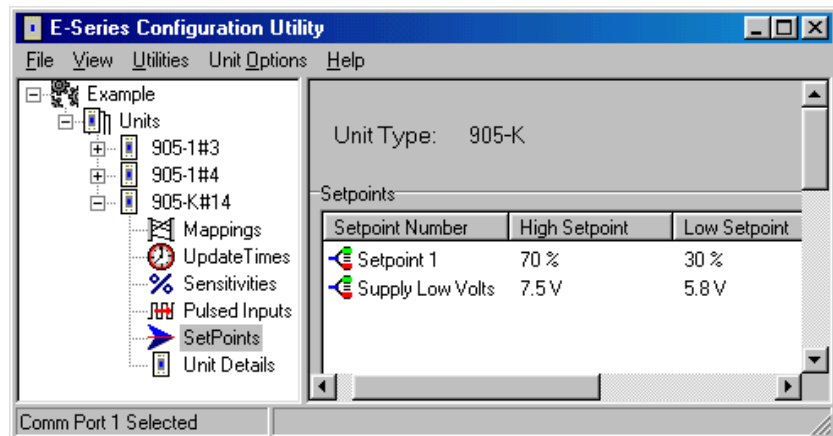 E-Series Configuration Utility
File View Utilities Unit Options Help
Example
Units
905-1#3
905-1#4
905-K#14
Mappings
UpdateTimes
Sensitivities
Pulsed Inputs
SetPoints
Unit Details
Unit Type: 905-K
Setpoints
Setpoint Number High Setpoint Low Setpoint
Setpoint 1 70 % 30 %
Supply Low Volts 7.5 V 5.8 V
Comm Port 1 Selected